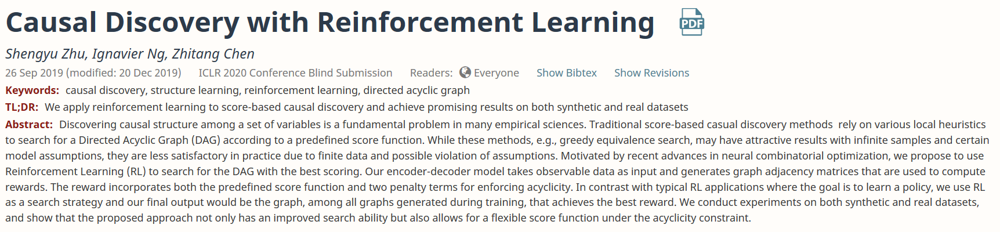 Causal Discovery with Reinforcement Learning PDF
Shengyu Zhu, Ignavier Ng, Zhitang Chen
26 Sep 2019 (modified: 20 Dec 2019) ICLR 2020 Conference Blind Submission Readers: Everyone Show Bibtex Show Revisions
Keywords: causal discovery, structure learning, reinforcement learning, directed acyclic graph
TL;DR: We apply reinforcement learning to score-based causal discovery and achieve promising results on both synthetic and real datasets
Abstract: Discovering causal structure among a set of variables is a fundamental problem in many empirical sciences. Traditional score-based casual discovery methods rely on various local heuristics
to search for a Directed Acyclic Graph (DAG) according to a predefined score function. While these methods, e.g., greedy equivalence search, may have attractive results with infinite samples and certain
model assumptions, they are less satisfactory in practice due to finite data and possible violation of assumptions. Motivated by recent advances in neural combinatorial optimization, we propose to use
Reinforcement Learning (RL) to search for the DAG with the best scoring. Our encoder-decoder model takes observable data as input and generates graph adjacency matrices that are used to compute
rewards. The reward incorporates both the predefined score function and two penalty terms for enforcing acyclicity. In contrast with typical RL applications where the goal is to learn a policy, we use RL
as a search strategy and our final output would be the graph, among all graphs generated during training, that achieves the best reward. We conduct experiments on both synthetic and real datasets,
and show that the proposed approach not only has an improved search ability but also allows for a flexible score function under the acyclicity constraint.